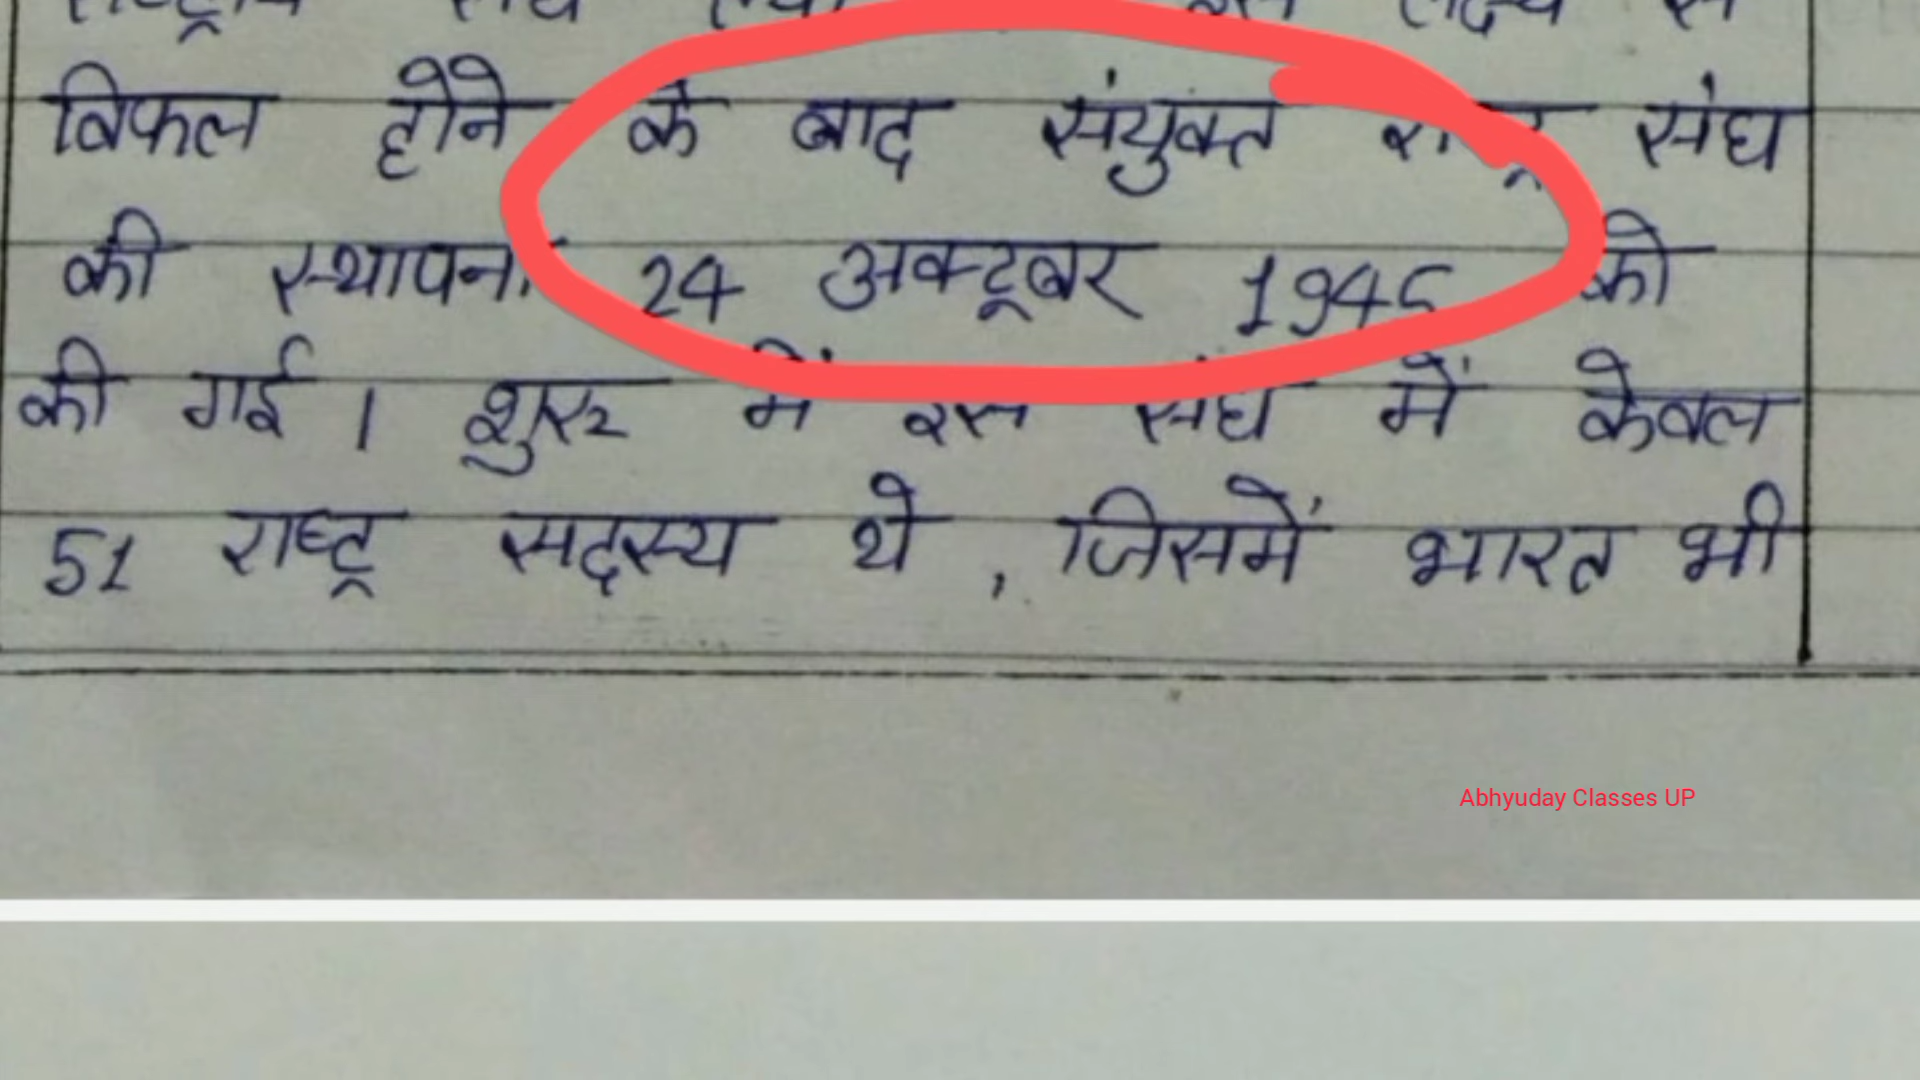 विफल होने के बाद संयुक्त संघ
की स्थापना 24 अक्टूबर 1945 को
की गई । शुरू में इस संघ में केवल
51 राष्ट्र सदस्य थे , जिसमें भारत भी
Abhyuday Classes UP